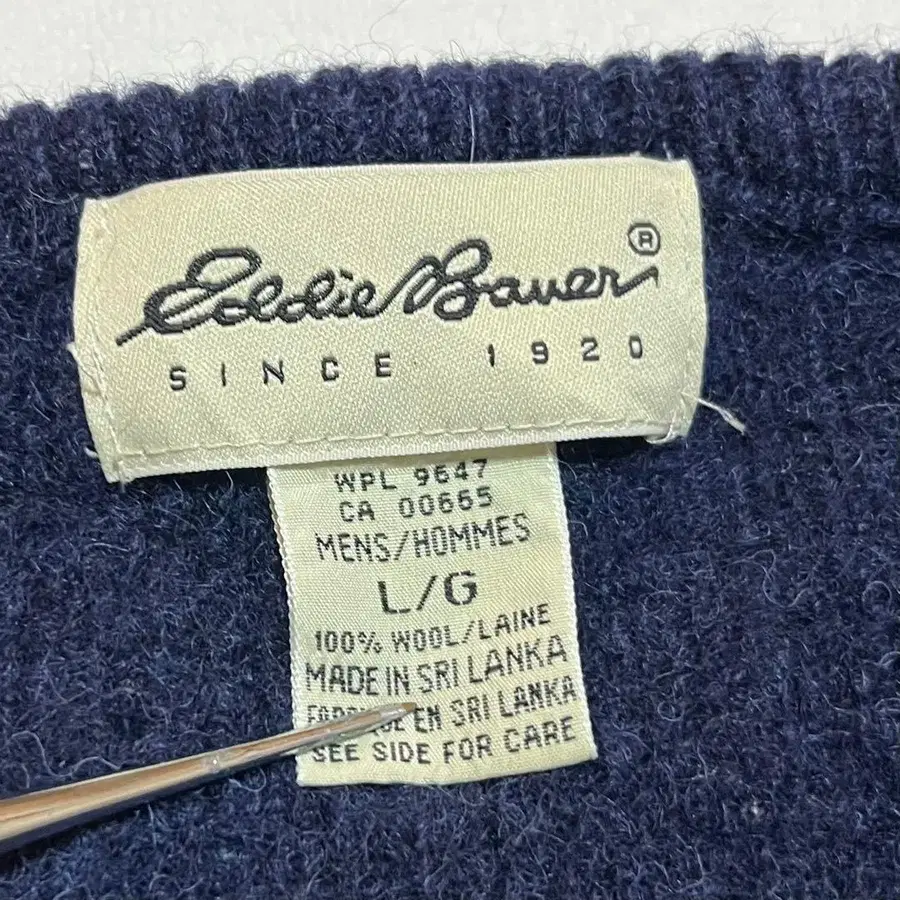 Eddie Bauer®
SINCE 1920
WPL 9647
CA 00665
MENS/HOMMES
L/G
100% WOOL/LAINE
MADE IN SRI LANKA
EN SRI LANKA
SEE SIDE FOR CARE